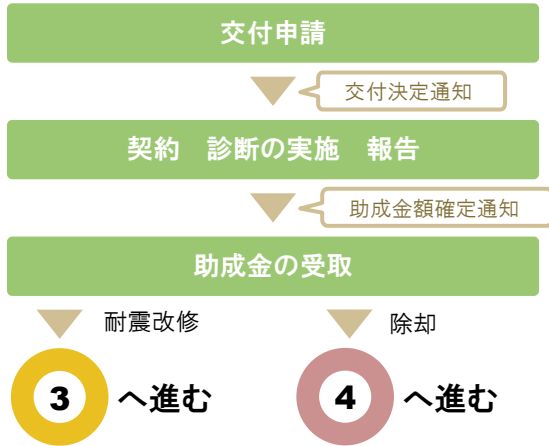 交付申請
交付決定通知
契約　診断の実施　報告
助成金額確定通知
助成金の受取
耐震改修　除却
3 へ進む　4 へ進む